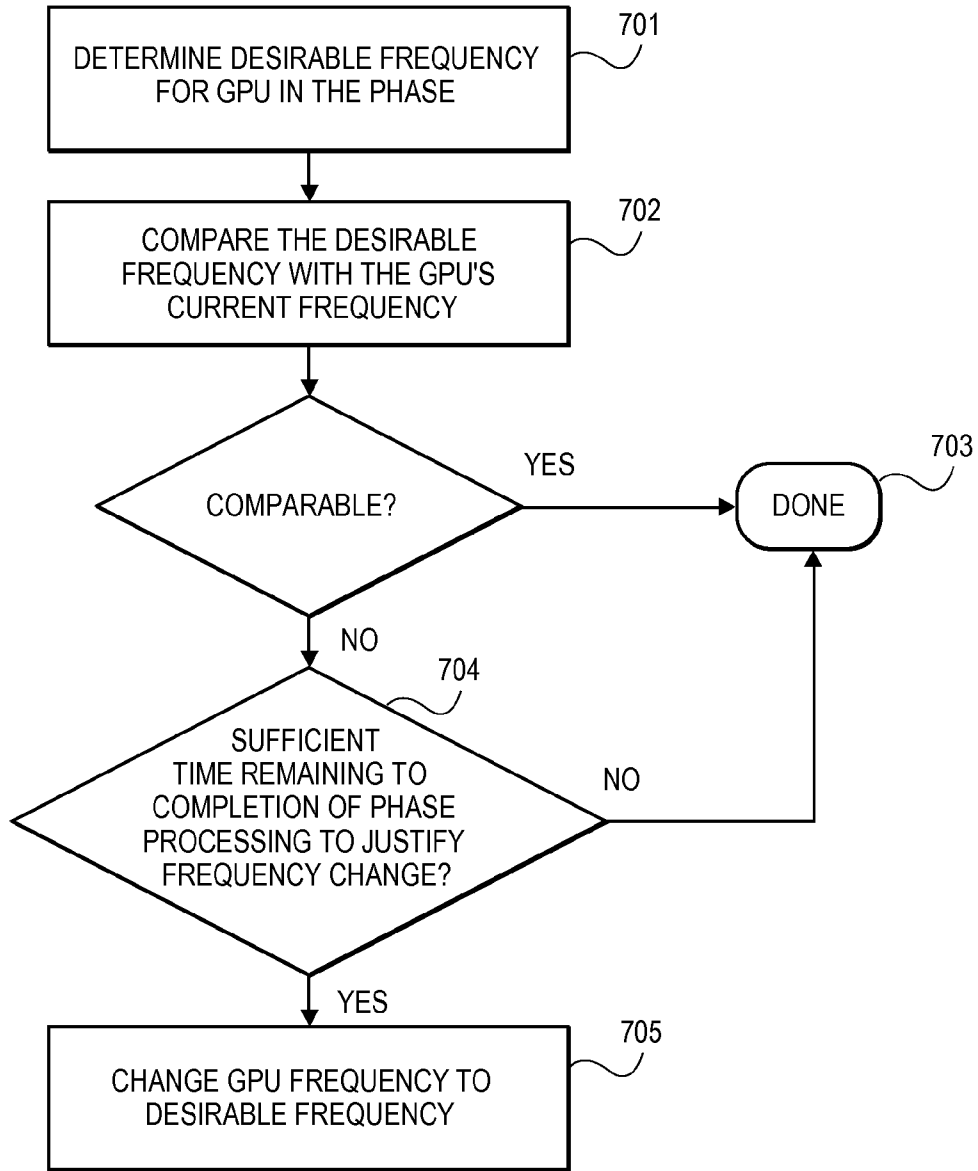 701
DETERMINE DESIRABLE FREQUENCY
FOR GPU IN THE PHASE
702
COMPARE THE DESIRABLE
FREQUENCY WITH THE GPU'S
CURRENT FREQUENCY
COMPARABLE?
YES
703
DONE
NO
704
SUFFICIENT
TIME REMAINING TO
COMPLETION OF PHASE
PROCESSING TO JUSTIFY
FREQUENCY CHANGE?
NO
YES
705
CHANGE GPU FREQUENCY TO
DESIRABLE FREQUENCY